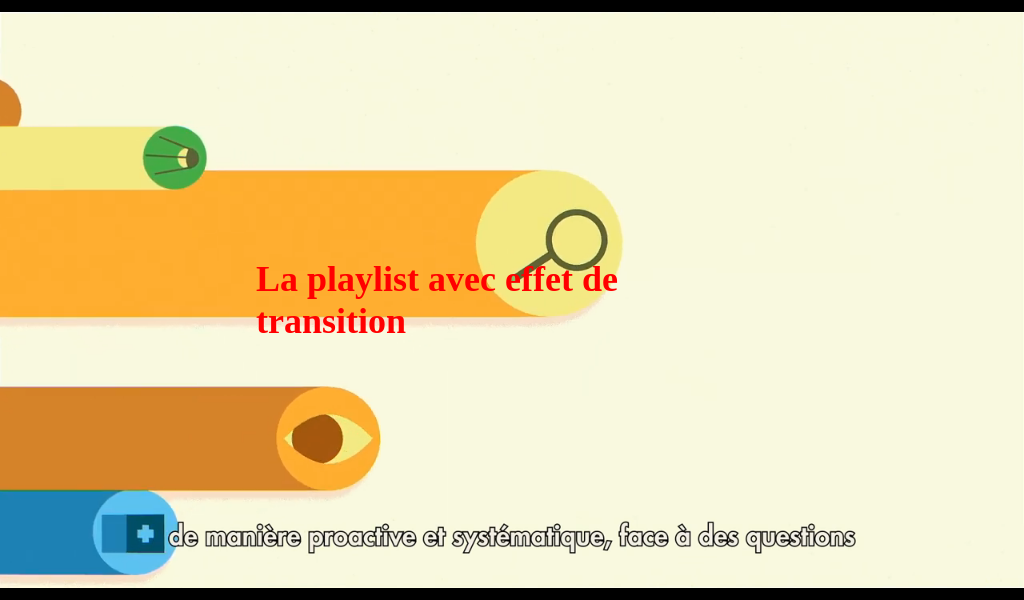 La playlist avec effet de
transition
de manière proactive et systématique, face à des questions